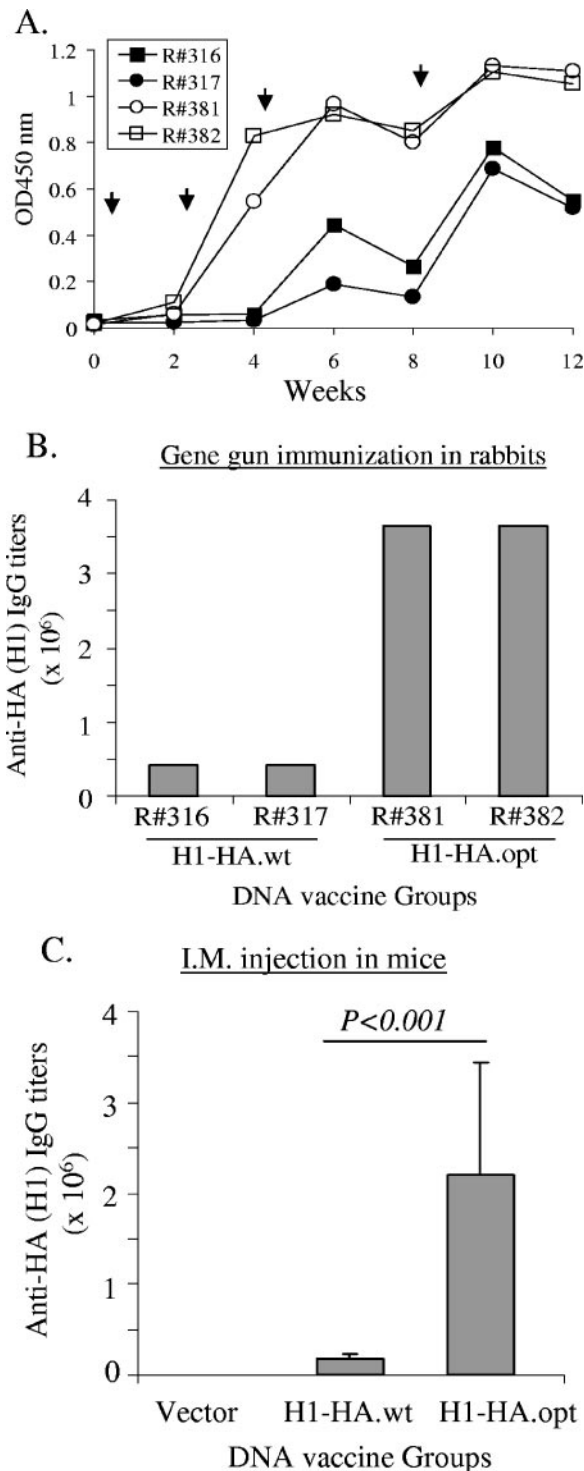 A.
1.2
1
0.8
0.6
0.4
0.2
0
OD450 nm
R#316
R#317
R#381
R#382
0 2 4 6 8 10 12
Weeks
B.
Gene gun immunization in rabbits
Anti-HA (H1) IgG titers
(x 10⁶)
4
3
2
1
0
R#316 R#317 R#381 R#382
H1-HA.wt H1-HA.opt
DNA vaccine Groups
C.
I.M. injection in mice
Anti-HA (H1) IgG titers
(x 10⁶)
4
3
2
1
0
P<0.001
Vector H1-HA.wt H1-HA.opt
DNA vaccine Groups